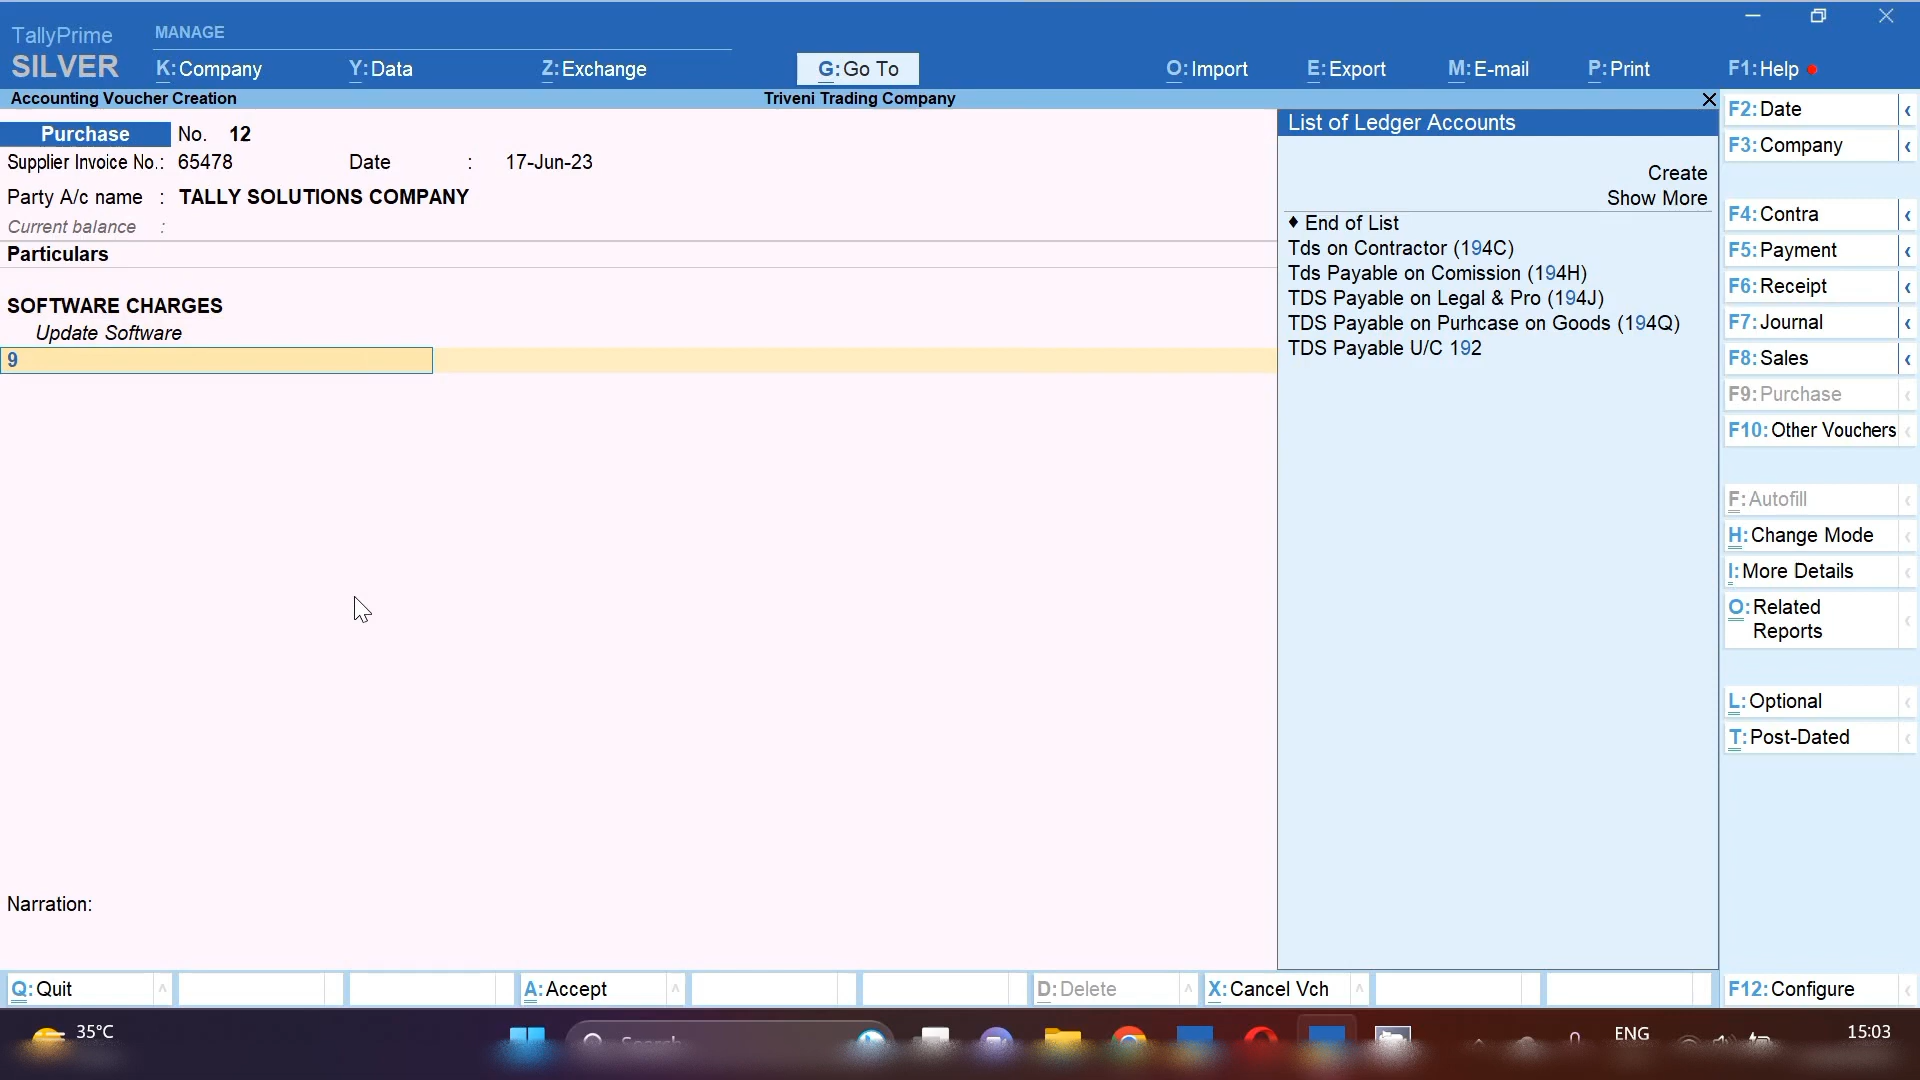 TallyPrime
SILVER
MANAGE
K:Company
Y:Data
Z:Exchange
G:Go To
O:Import
E:Export
M:E-mail
P:Print
F1:Help
Accounting Voucher Creation
Triveni Trading Company
Purchase No. 12
Supplier Invoice No.: 65478 Date : 17-Jun-23
Party A/c name : TALLY SOLUTIONS COMPANY
Current balance :
Particulars
SOFTWARE CHARGES
Update Software
9
Narration:
List of Ledger Accounts
Create
Show More
♦ End of List
Tds on Contractor (194C)
Tds Payable on Comission (194H)
TDS Payable on Legal & Pro (194J)
TDS Payable on Purhcase on Goods (194Q)
TDS Payable U/C 192
F2:Date
F3:Company
F4:Contra
F5:Payment
F6:Receipt
F7:Journal
F8:Sales
F9:Purchase
F10:Other Vouchers
F:Autofill
H:Change Mode
I:More Details
O:Related
Reports
L:Optional
T:Post-Dated
Q:Quit
A:Accept
D:Delete
X:Cancel Vch
F12:Configure
35°C
Search
ENG
15:03